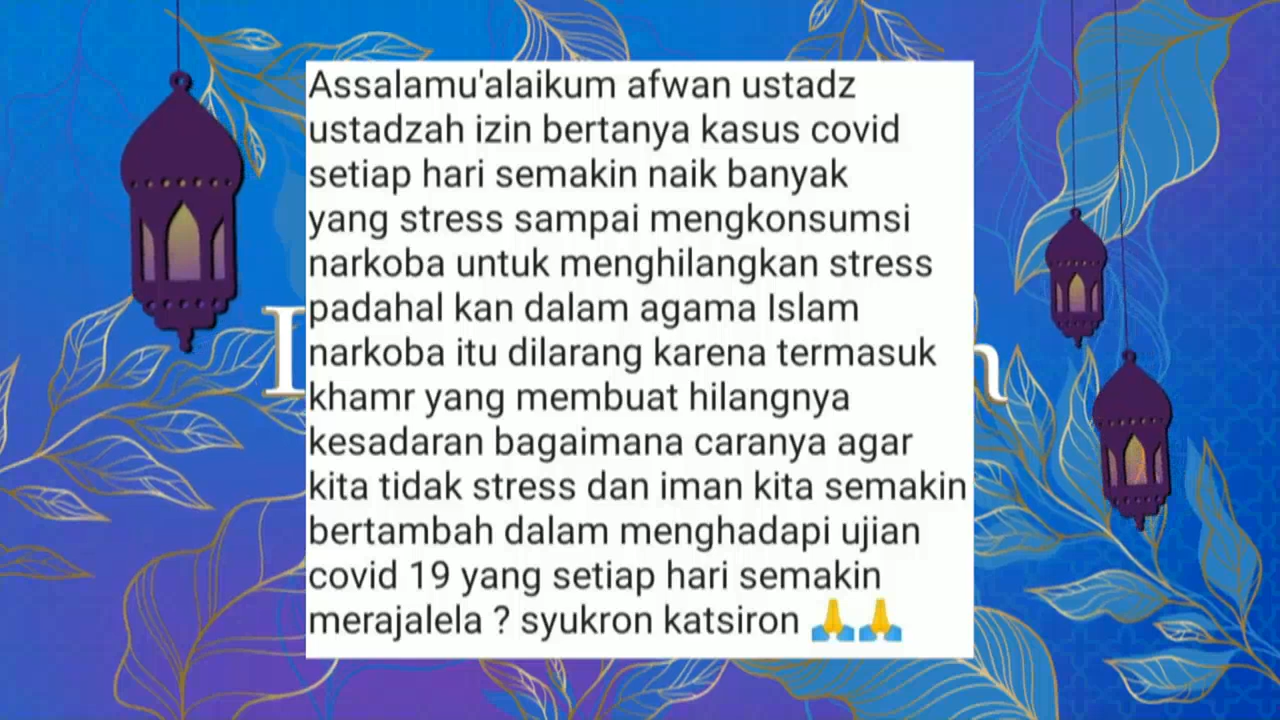 Assalamu'alaikum afwan ustadz
ustadzah izin bertanya kasus covid
setiap hari semakin naik banyak
yang stress sampai mengkonsumsi
narkoba untuk menghilangkan stress
padahal kan dalam agama Islam
narkoba itu dilarang karena termasuk
khamr yang membuat hilangnya
kesadaran bagaimana caranya agar
kita tidak stress dan iman kita semakin
bertambah dalam menghadapi ujian
covid 19 yang setiap hari semakin
merajalela ? syukron katsiron 🙏🙏